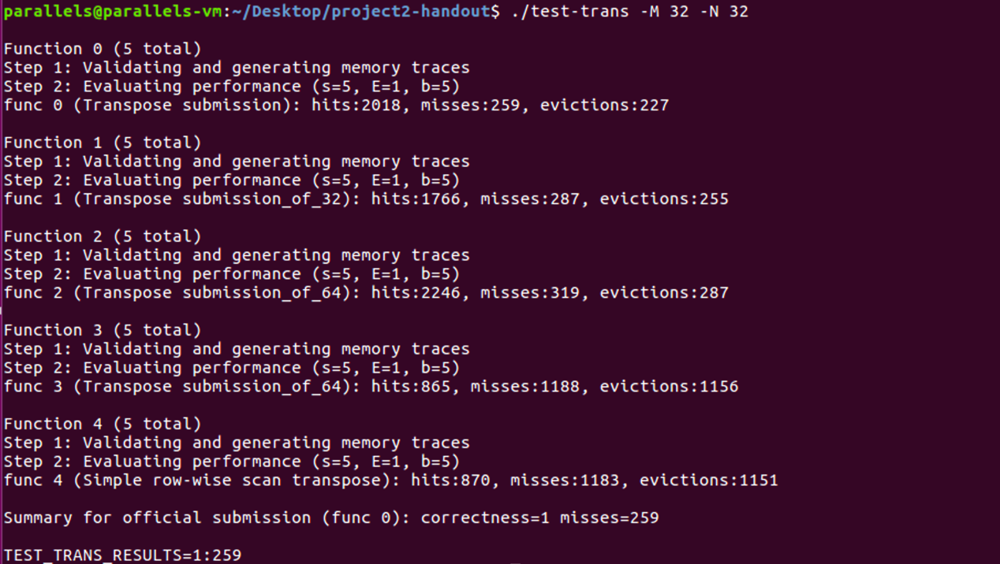 parallels@parallels-vm:~/Desktop/project2-handout$ ./test-trans -M 32 -N 32
Function 0 (5 total)
Step 1: Validating and generating memory traces
Step 2: Evaluating performance (s=5, E=1, b=5)
func 0 (Transpose submission): hits:2018, misses:259, evictions:227
Function 1 (5 total)
Step 1: Validating and generating memory traces
Step 2: Evaluating performance (s=5, E=1, b=5)
func 1 (Transpose submission_of_32): hits:1766, misses:287, evictions:255
Function 2 (5 total)
Step 1: Validating and generating memory traces
Step 2: Evaluating performance (s=5, E=1, b=5)
func 2 (Transpose submission_of_64): hits:2246, misses:319, evictions:287
Function 3 (5 total)
Step 1: Validating and generating memory traces
Step 2: Evaluating performance (s=5, E=1, b=5)
func 3 (Transpose submission_of_64): hits:865, misses:1188, evictions:1156
Function 4 (5 total)
Step 1: Validating and generating memory traces
Step 2: Evaluating performance (s=5, E=1, b=5)
func 4 (Simple row-wise scan transpose): hits:870, misses:1183, evictions:1151
Summary for official submission (func 0): correctness=1 misses=259
TEST_TRANS_RESULTS=1:259